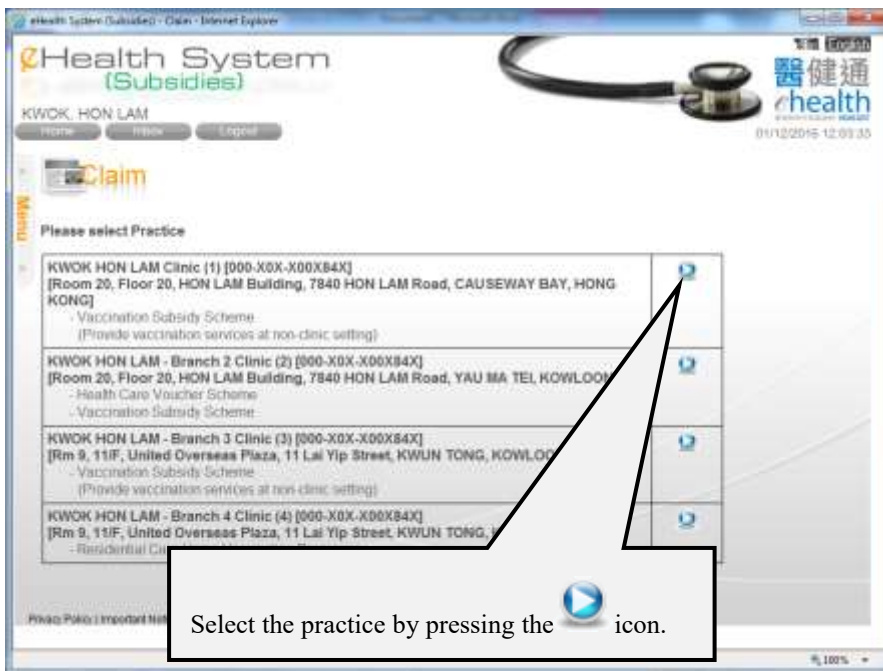 eHealth System (Subsidies) - Claim - Internet Explorer
eHealth System
(Subsidies)
繁體 English
醫健通
ehealth
KWOK, HON LAM
Home Inbox Logout
01/12/2016 12:03:35
Claim
Menu
Please select Practice
KWOK HON LAM Clinic (1) [000-X0X-X00X84X]
[Room 20, Floor 20, HON LAM Building, 7840 HON LAM Road, CAUSEWAY BAY, HONG
KONG]
- Vaccination Subsidy Scheme
(Provide vaccination services at non-clinic setting)
KWOK HON LAM - Branch 2 Clinic (2) [000-X0X-X00X84X]
[Room 20, Floor 20, HON LAM Building, 7840 HON LAM Road, YAU MA TEI, KOWLOON
- Health Care Voucher Scheme
- Vaccination Subsidy Scheme
KWOK HON LAM - Branch 3 Clinic (3) [000-X0X-X00X84X]
[Rm 9, 11/F, United Overseas Plaza, 11 Lai Yip Street, KWUN TONG, KOWLOO
- Vaccination Subsidy Scheme
(Provide vaccination services at non-clinic setting)
KWOK HON LAM - Branch 4 Clinic (4) [000-X0X-X00X84X]
[Rm 9, 11/F, United Overseas Plaza, 11 Lai Yip Street, KWUN TONG,
- Residential
Select the practice by pressing the icon.
Privacy Policy | Important
100%